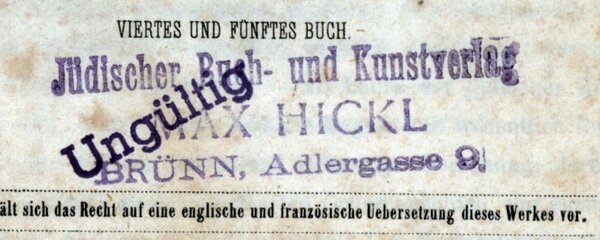 VIERTES UND FÜNFTES BUCH.
Jüdischer Buch- und Kunstverlag
Ungültig
MAX HICKL
BRÜNN, Adlergasse 9.
ält sich das Recht auf eine englische und französische Uebersetzung dieses Werkes vor.